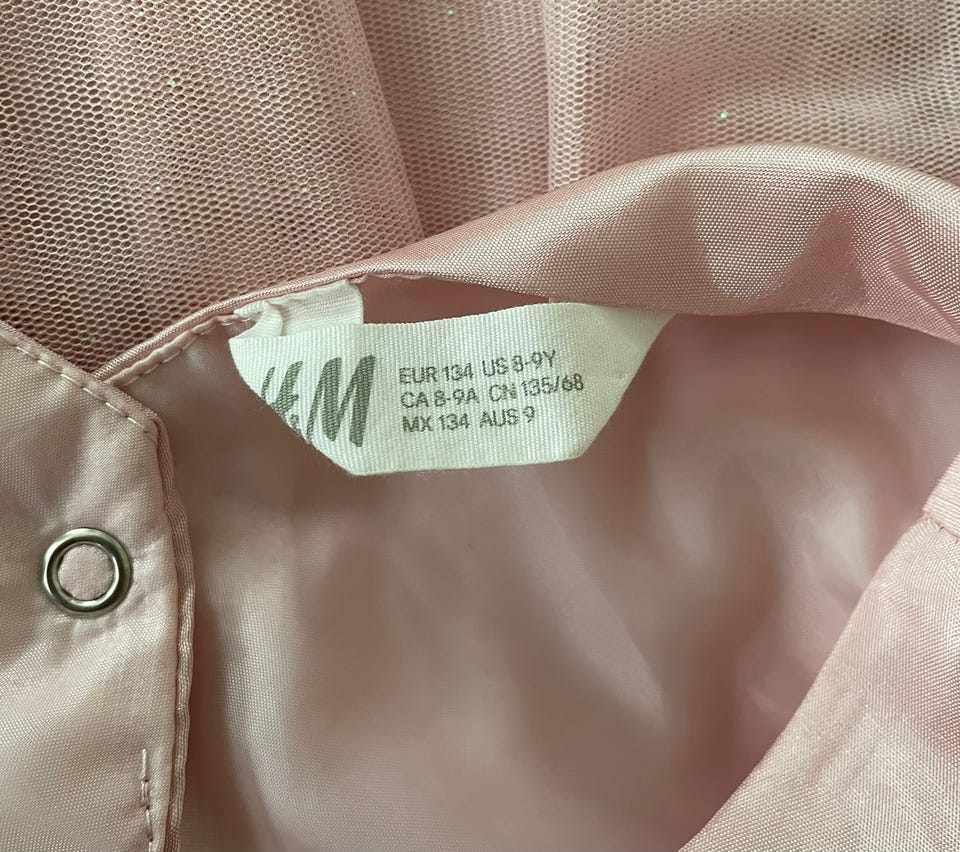 H&M
EUR 134 US 8-9Y
CA 8-9A CN 135/68
MX 134 AUS 9